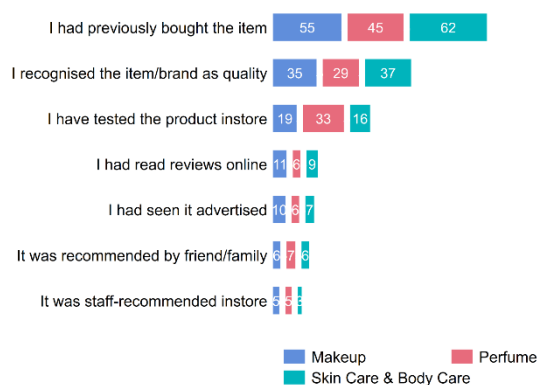 I had previously bought the item 55 45 62
I recognised the item/brand as quality 35 29 37
I have tested the product instore 19 33 16
I had read reviews online 11 6 9
I had seen it advertised 10 6 7
It was recommended by friend/family 6 7 6
It was staff-recommended instore 5 5 3
Makeup Perfume
Skin Care & Body Care